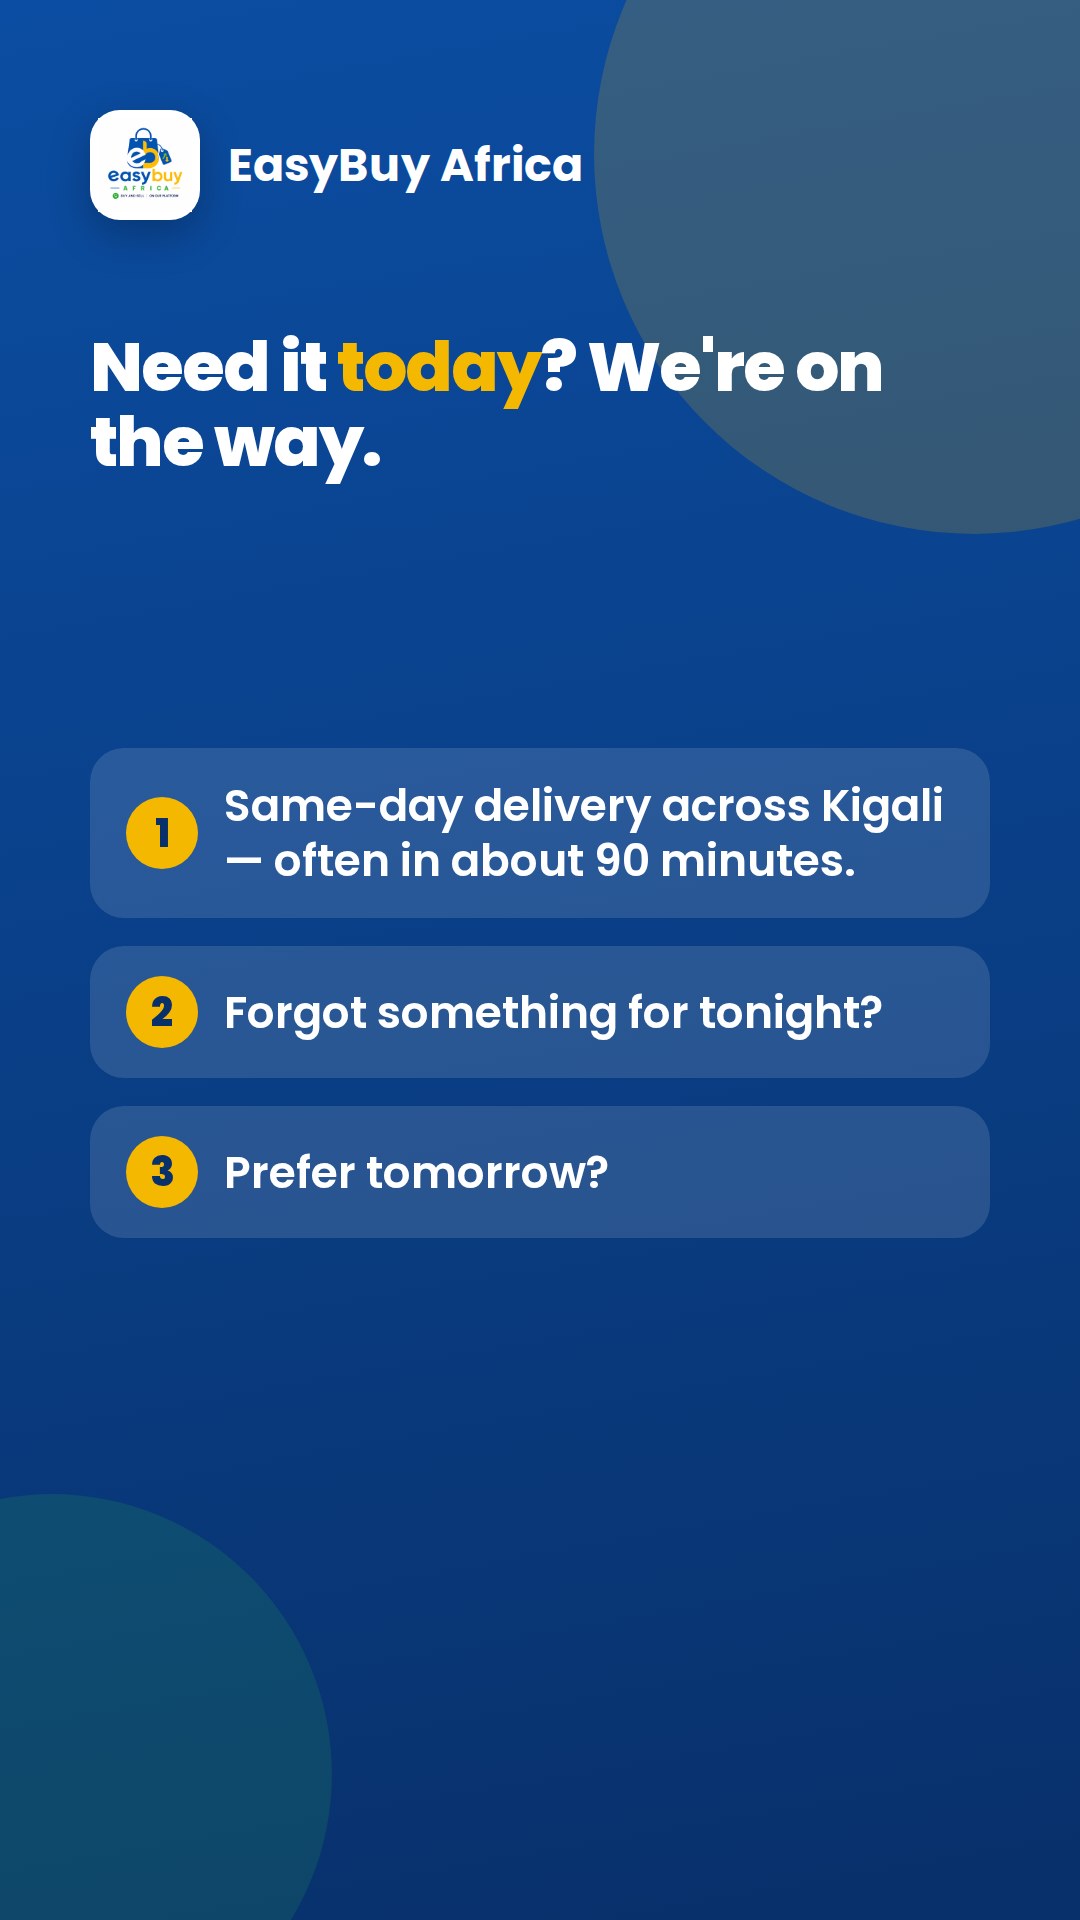 easybuy
AFRICA
EasyBuy Africa
Need it today? We're on
the way.
1
Same-day delivery across Kigali
— often in about 90 minutes.
2
Forgot something for tonight?
3
Prefer tomorrow?